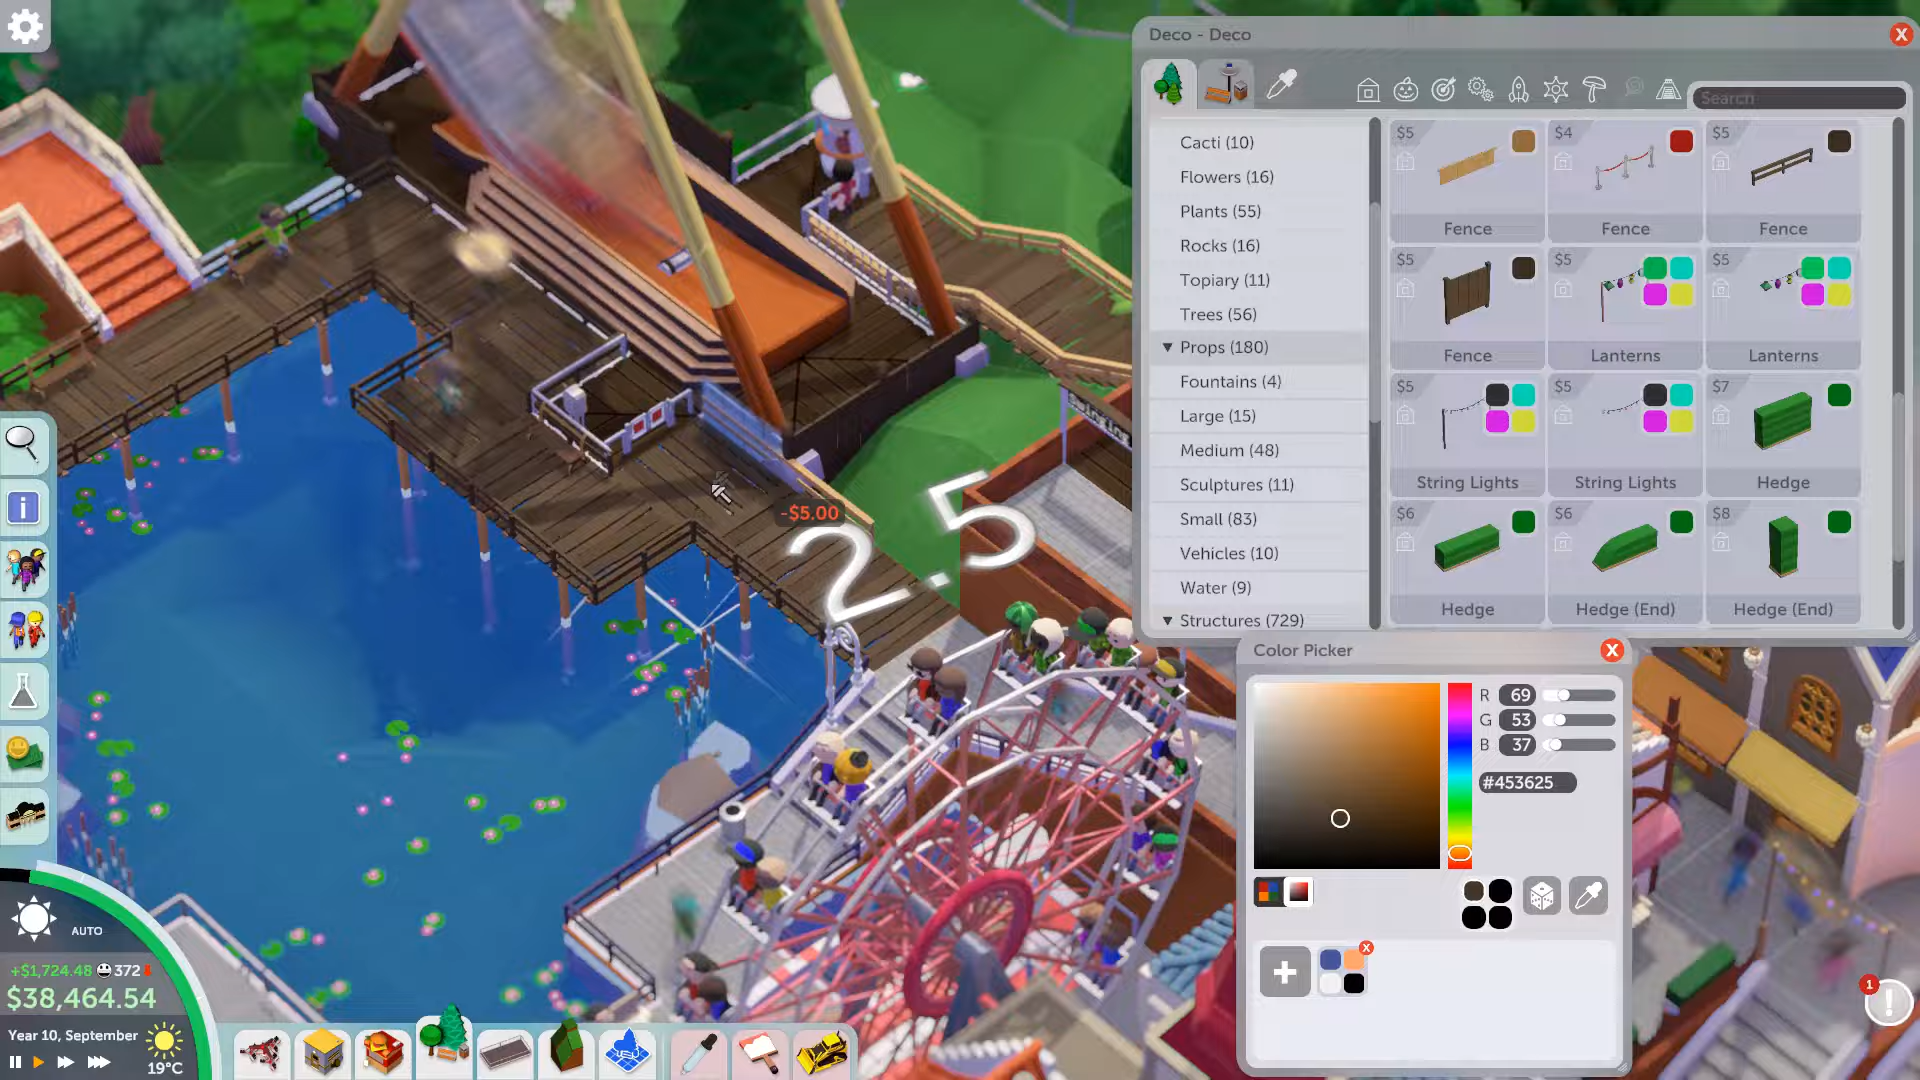 Deco - Deco
X
Search
Cacti (10)
Flowers (16)
Plants (55)
Rocks (16)
Topiary (11)
Trees (56)
▼ Props (180)
Fountains (4)
Large (15)
Medium (48)
Sculptures (11)
Small (83)
Vehicles (10)
Water (9)
▼ Structures (729)
$5 $4 $5
Fence Fence Fence
$5 $5 $5
Fence Lanterns Lanterns
$5 $5 $7
String Lights String Lights Hedge
$6 $6 $8
Hedge Hedge (End) Hedge (End)
-$5.00
2.5
Color Picker
X
R 69
G 53
B 37
#453625
X
AUTO
+$1,724.48 372
$38,464.54
Year 10, September
19°C
1
!